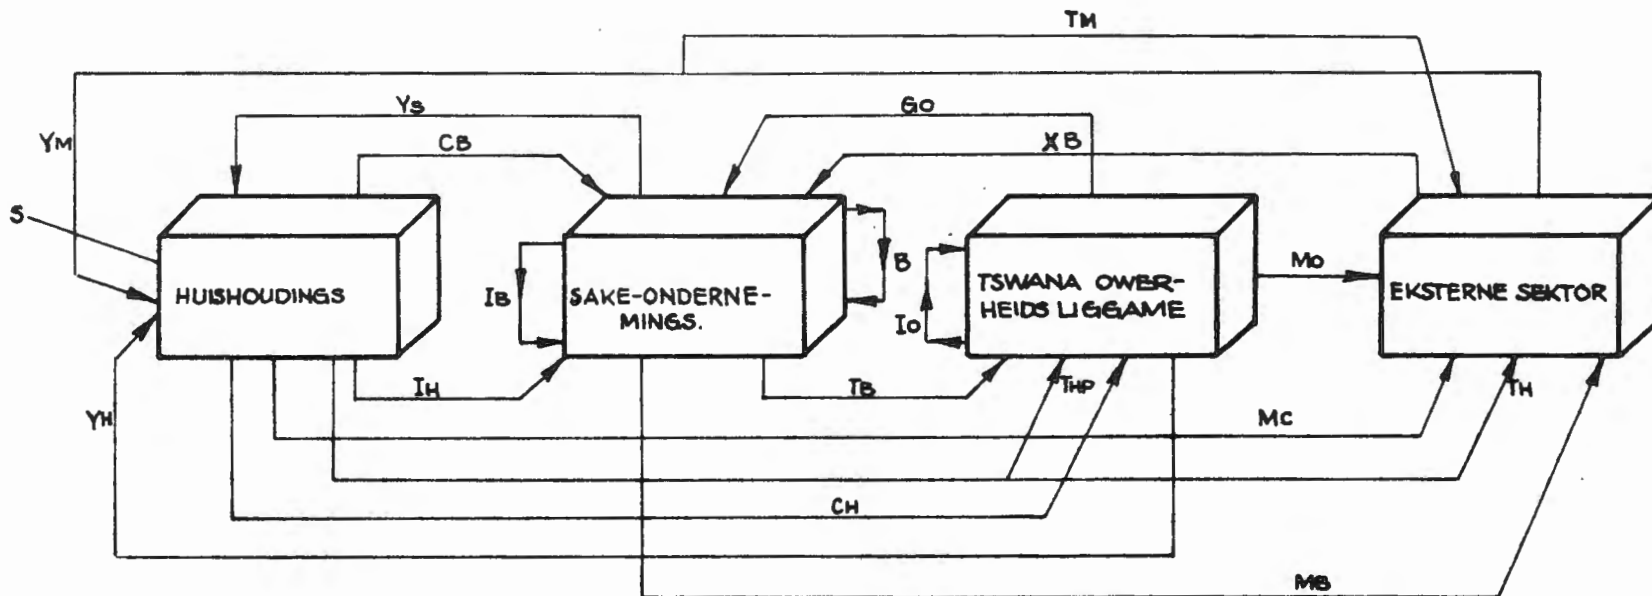 TM
YS
GO
YM
CB
XB
S
HUISHOUDINGS
IB
SAKE-ONDERNE-
MINGS.
B
IO
TSWANA OWER-
HEIDS LIGGAME
MO
EKSTERNE SEKTOR
YH
IH
TB
THP
TH
MC
CH
MB